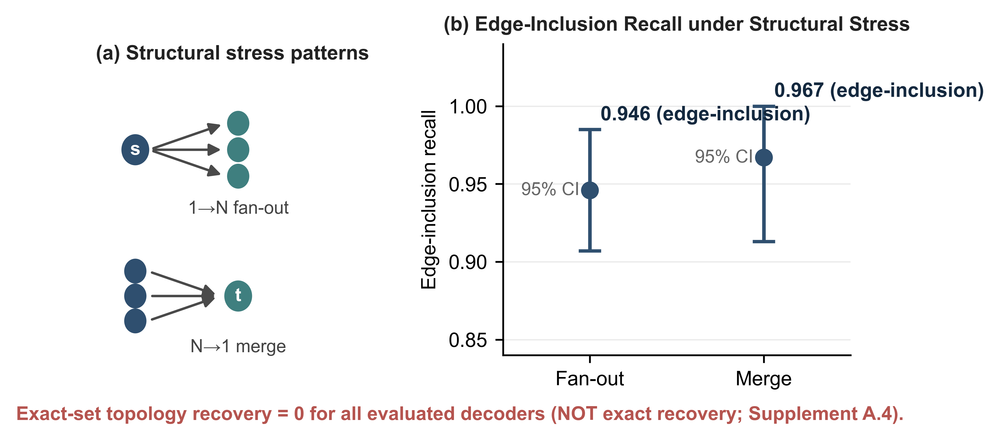 (a) Structural stress patterns
s
1→N fan-out
t
N→1 merge
(b) Edge-Inclusion Recall under Structural Stress
Edge-inclusion recall
1.00
0.95
0.90
0.85
0.967 (edge-inclusion)
0.946 (edge-inclusion)
95% CI
95% CI
Fan-out
Merge
Exact-set topology recovery = 0 for all evaluated decoders (NOT exact recovery; Supplement A.4).